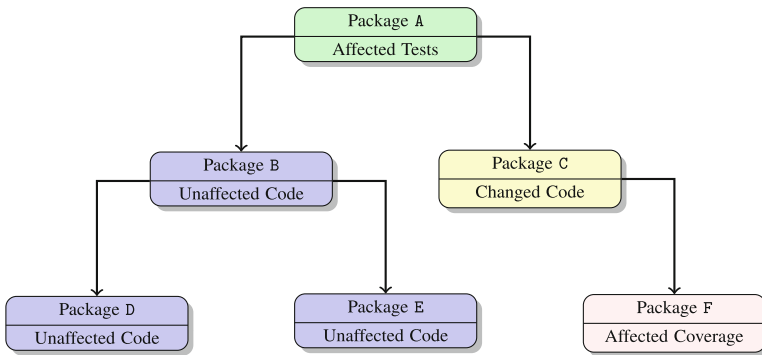 Package A
Affected Tests
Package B
Unaffected Code
Package C
Changed Code
Package D
Unaffected Code
Package E
Unaffected Code
Package F
Affected Coverage